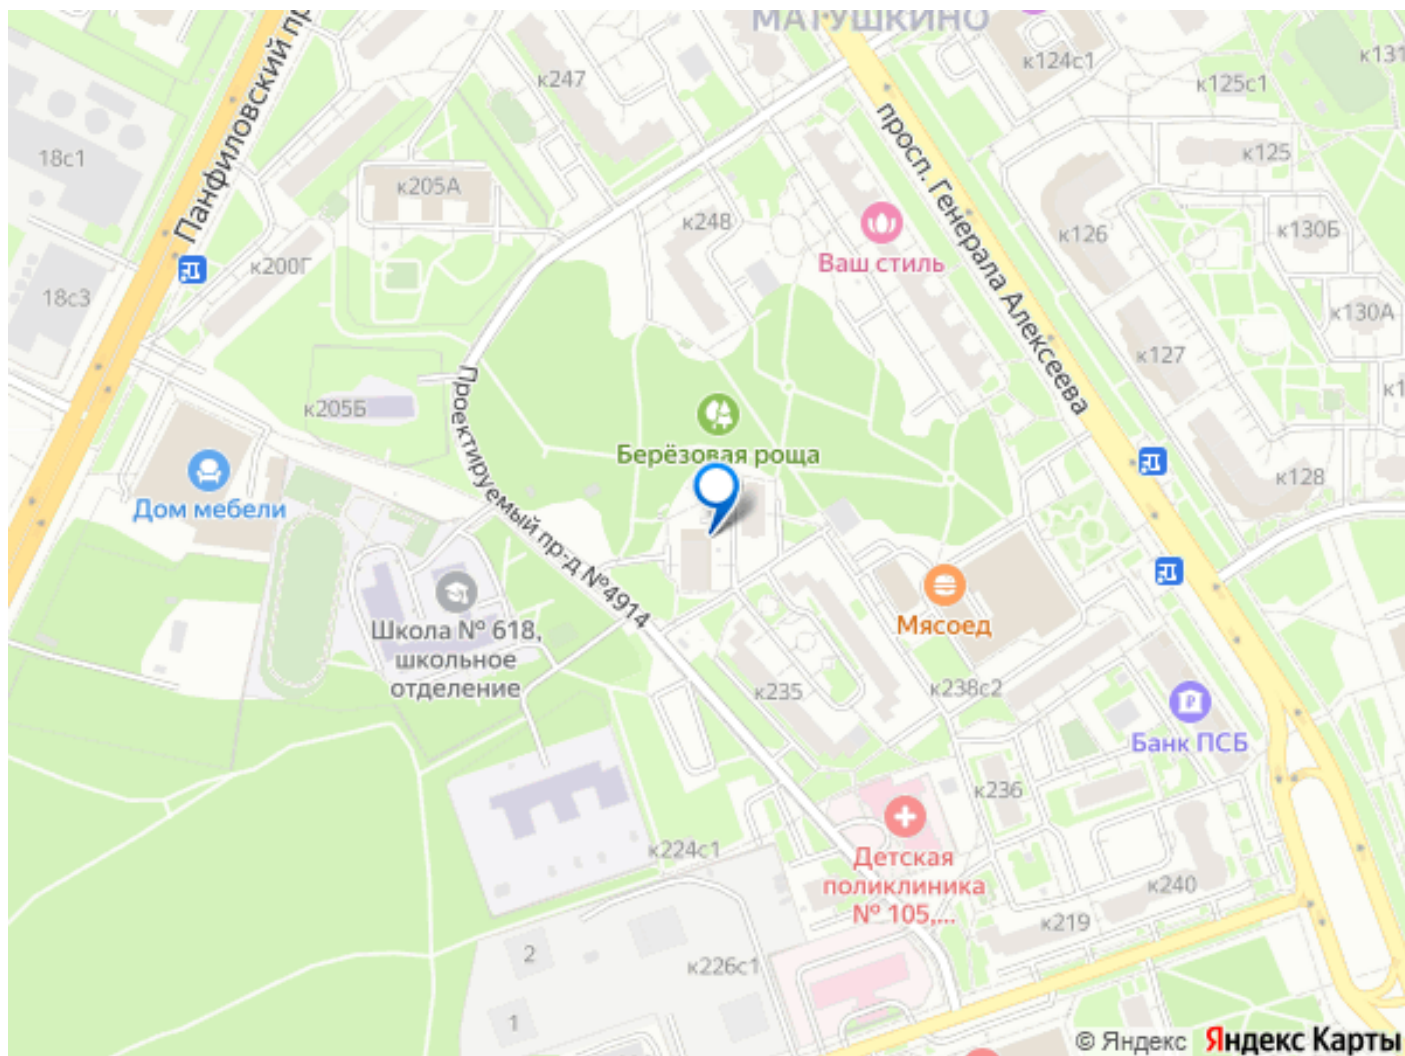 МАТУШКИНО
Панфиловский пр
к247
к124с1
к131
к125с1
18с1
к205А
к125
просп. Генерала Алексеева
к248
к126
к130Б
к200Г
Ваш стиль
18с3
к130А
к127
к1
к205Б
Проектируемый пр-д №4914
Берёзовая роща
к128
Дом мебели
Школа № 618,
школьное
отделение
Мясоед
к235
к238с2
Банк ПСБ
к236
к224с1
Детская
поликлиника
№ 105,...
к240
к219
2
к226с1
1
© Яндекс Яндекс Карты